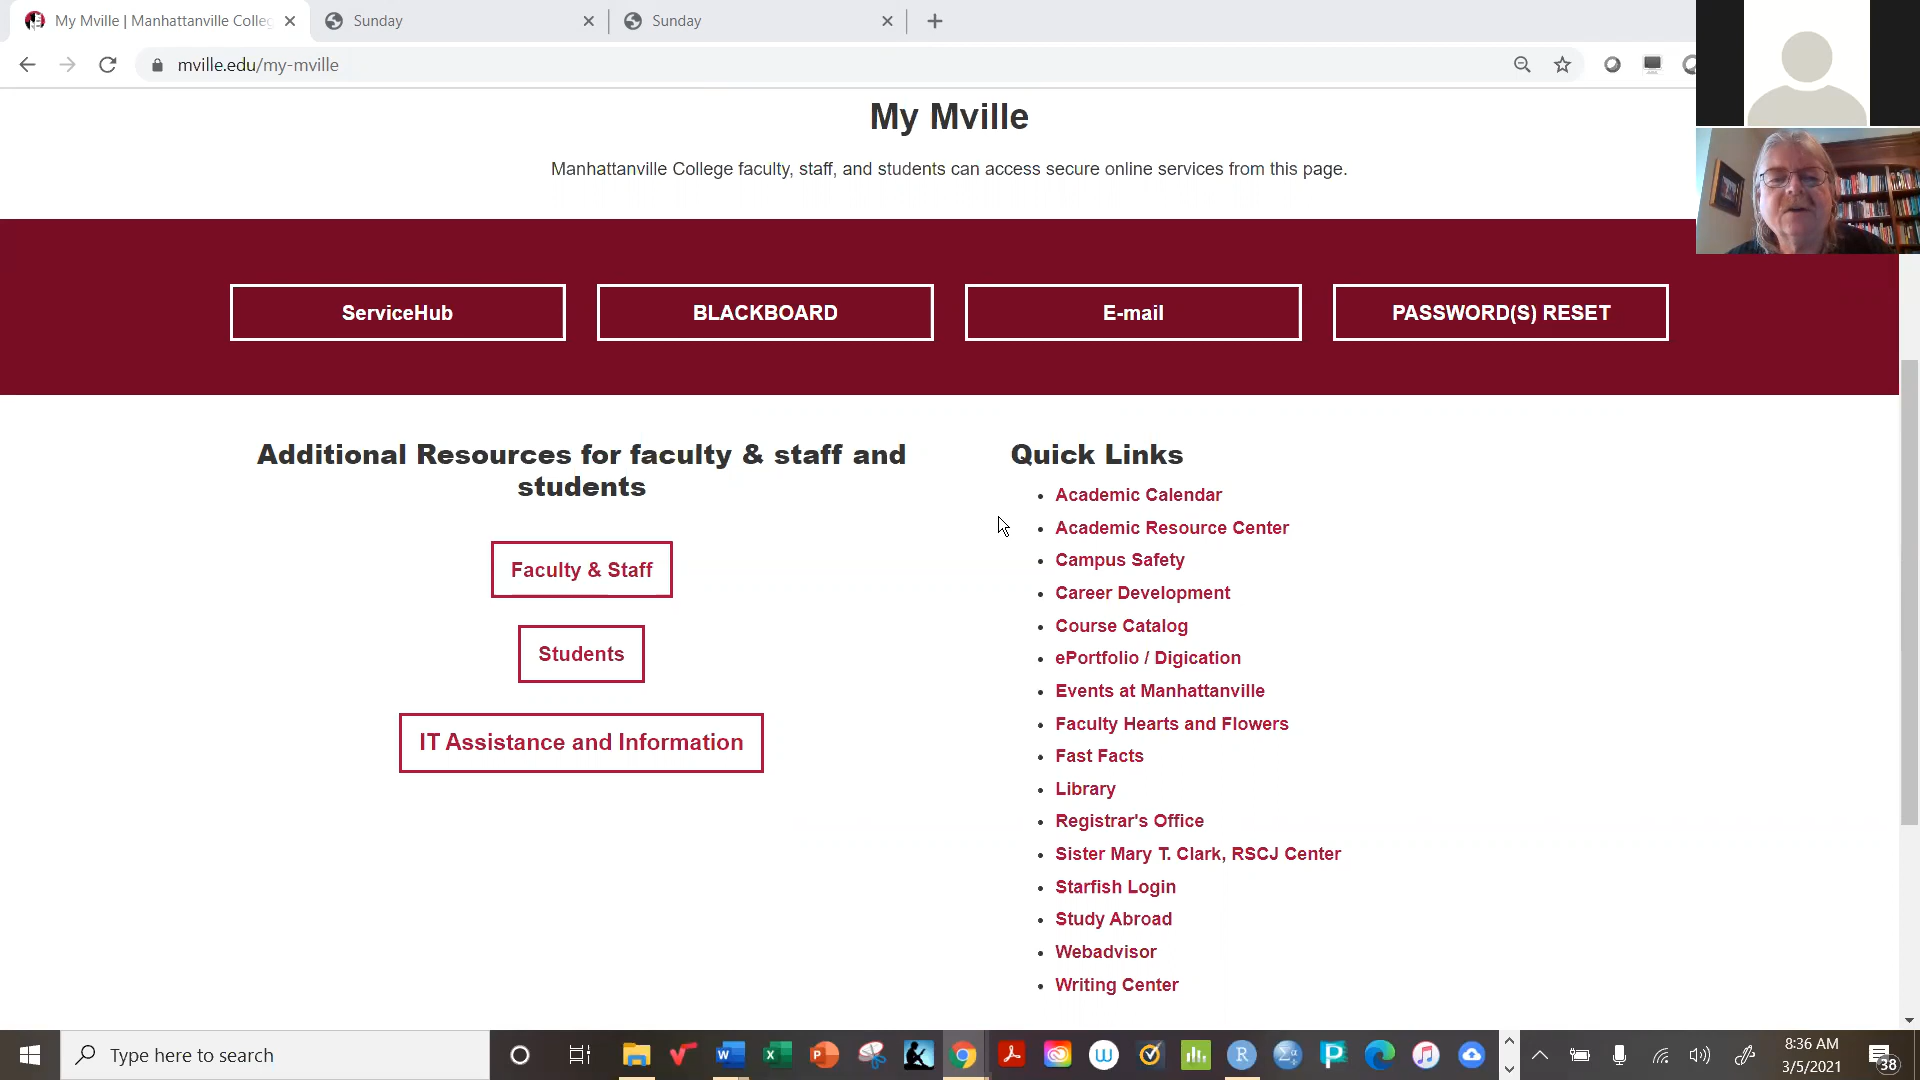 My Mville | Manhattanville Colleg
Sunday
Sunday
mville.edu/my-mville
My Mville
Manhattanville College faculty, staff, and students can access secure online services from this page.
ServiceHub
BLACKBOARD
E-mail
PASSWORD(S) RESET
Additional Resources for faculty & staff and
students
Faculty & Staff
Students
IT Assistance and Information
Quick Links
Academic Calendar
Academic Resource Center
Campus Safety
Career Development
Course Catalog
ePortfolio / Digication
Events at Manhattanville
Faculty Hearts and Flowers
Fast Facts
Library
Registrar's Office
Sister Mary T. Clark, RSCJ Center
Starfish Login
Study Abroad
Webadvisor
Writing Center
Type here to search
8:36 AM
3/5/2021
38